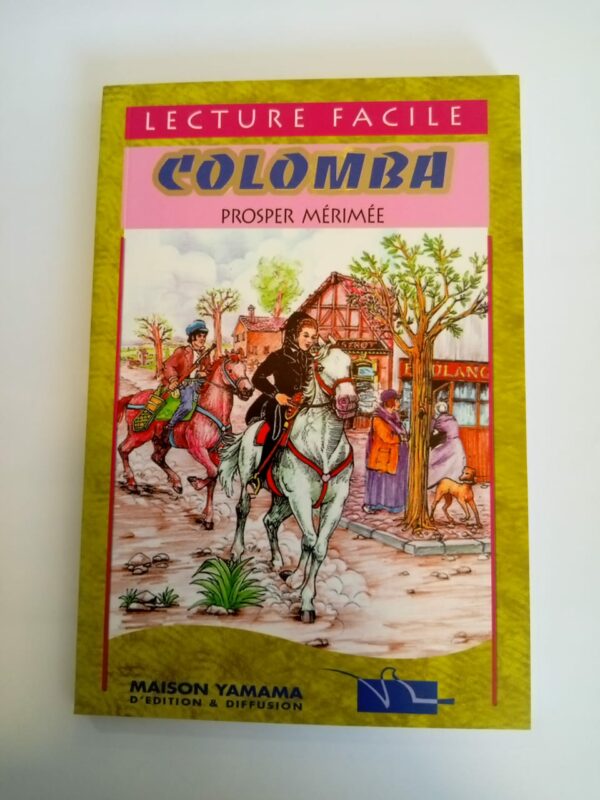 LECTURE FACILE
COLOMBA
PROSPER MÉRIMÉE
MAISON YAMAMA
D'EDITION & DIFFUSION